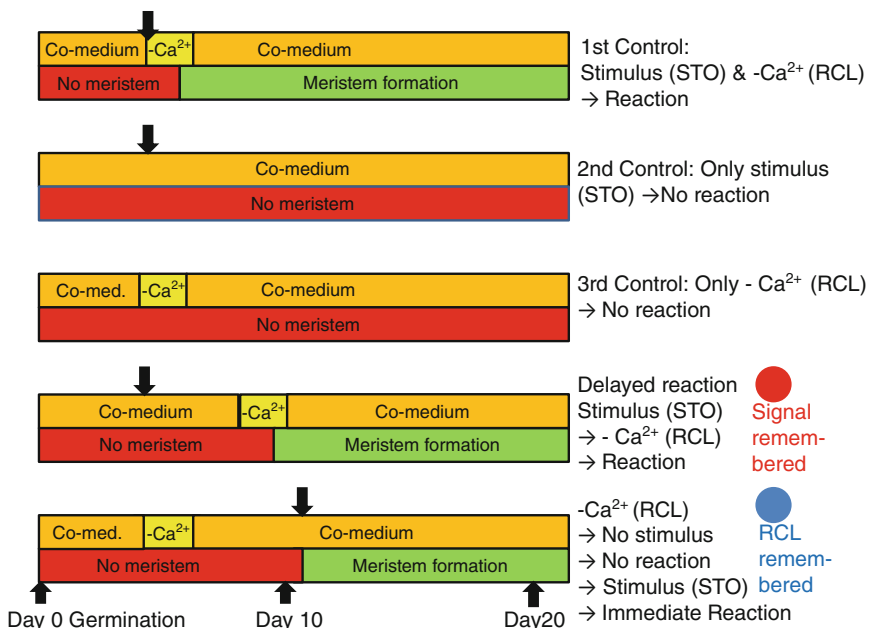 Co-medium -Ca²⁺ Co-medium
No meristem Meristem formation
1st Control:
Stimulus (STO) & -Ca²⁺ (RCL)
→ Reaction
Co-medium
No meristem
2nd Control: Only stimulus
(STO) →No reaction
Co-med. -Ca²⁺ Co-medium
No meristem
3rd Control: Only - Ca²⁺ (RCL)
→ No reaction
Co-medium -Ca²⁺ Co-medium
No meristem Meristem formation
Delayed reaction
Stimulus (STO)
→ - Ca²⁺ (RCL)
→ Reaction
Signal
remem-
bered
Co-med. -Ca²⁺ Co-medium
No meristem Meristem formation
-Ca²⁺ (RCL)
→ No stimulus
→ No reaction
→ Stimulus (STO)
→ Immediate Reaction
RCL
remem-
bered
Day 0 Germination Day 10 Day20